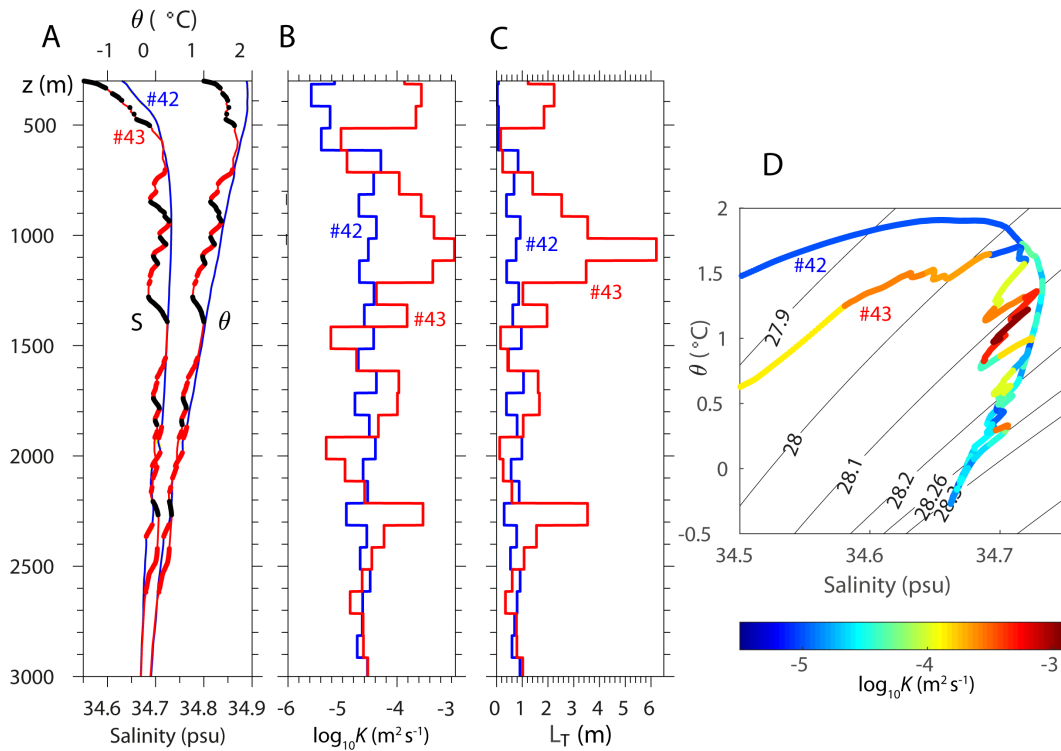 A
θ ( °C)
-1 0 1 2
z (m)
#42
#43
S
θ
500
1000
1500
2000
2500
3000
34.6 34.7 34.8 34.9
Salinity (psu)
B
#42
#43
-6 -5 -4 -3
log10K (m² s⁻¹)
C
#42
#43
0 1 2 3 4 5 6
LT (m)
D
2
1.5
1
0.5
0
-0.5
θ (°C)
#42
#43
27.9
28
28.1
28.2
28.26
34.5 34.6 34.7
Salinity (psu)
-5 -4 -3
log10K (m² s⁻¹)